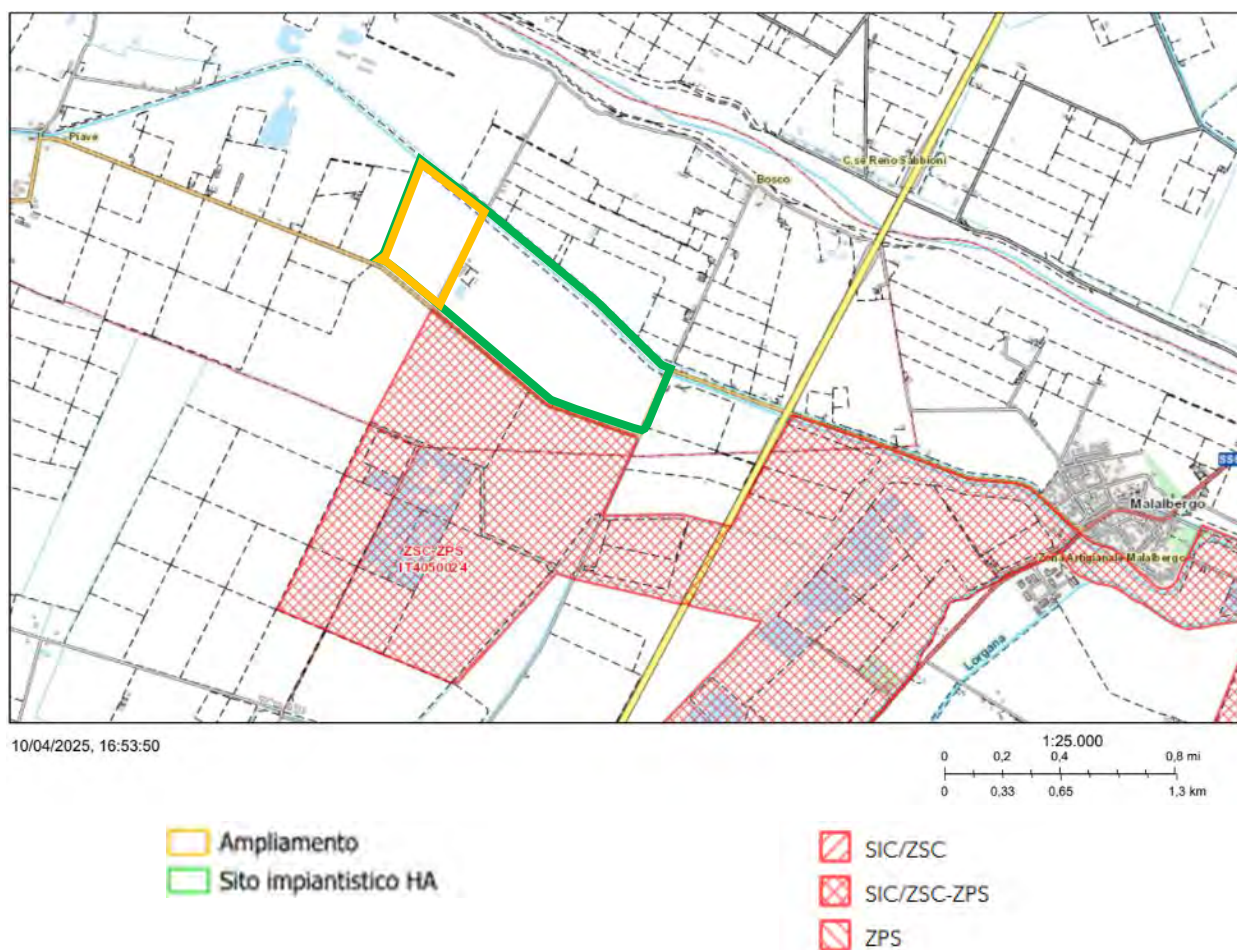 Piave
C.se Reno Sabbioni
Bosco
SS6
Malalbergo
ZSC-ZPS
IT4050024
Zona Artigianale Malalbergo
Lorgana
10/04/2025, 16:53:50
1:25.000
0 0,2 0,4 0,8 mi
0 0,33 0,65 1,3 km
Ampliamento
Sito impiantistico HA
SIC/ZSC
SIC/ZSC-ZPS
ZPS